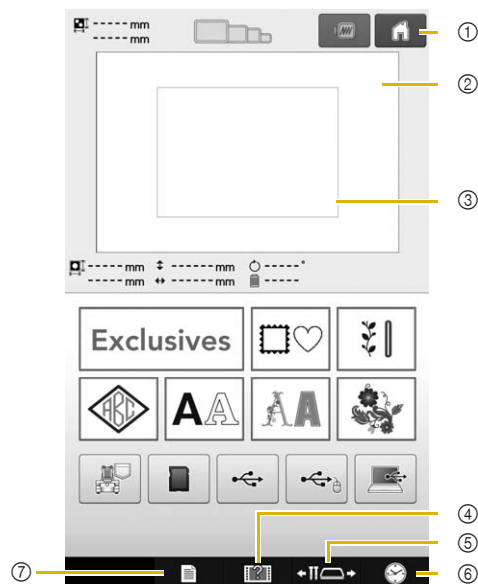 ------ mm
------ mm
①
②
③
------ mm ------ mm -----°
------ mm ------ mm -----
Exclusives
ABC
AA
AA
④
⑤
⑥
⑦